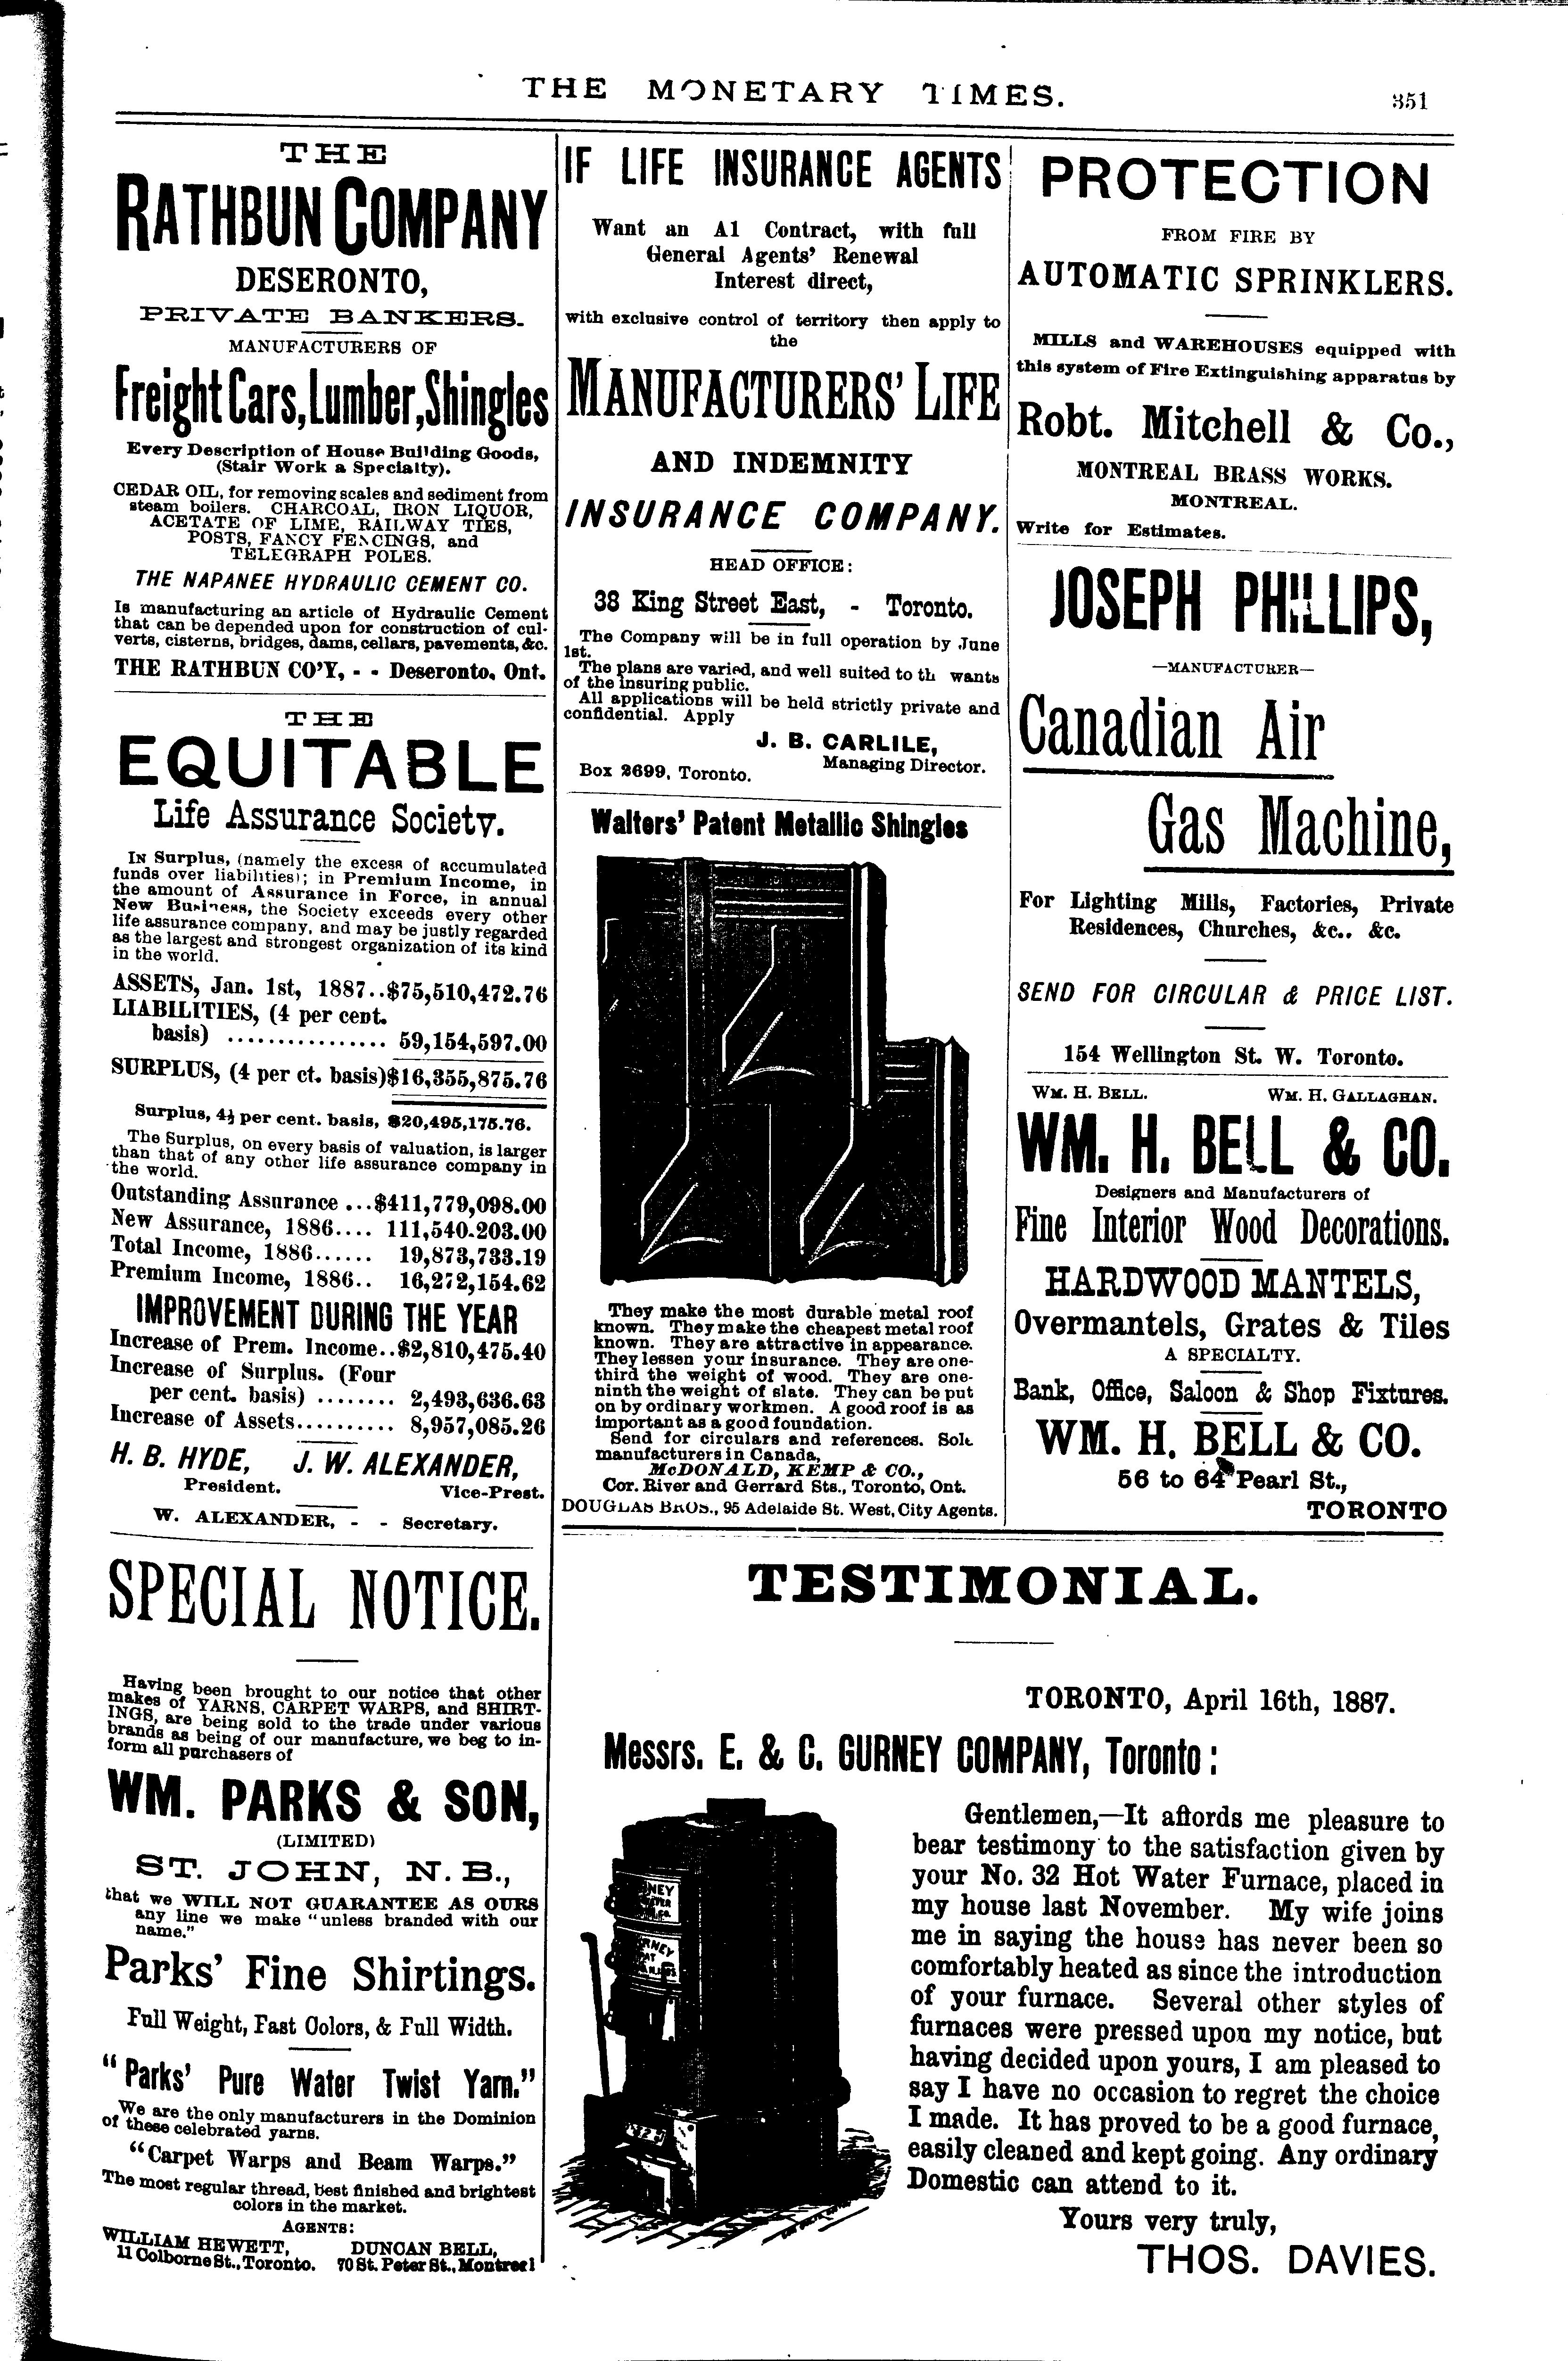 THE MONETARY TIMES.
351
THE
RATHBUN COMPANY
DESERONTO,
PRIVATE BANKERS.
MANUFACTURERS OF
Freight Cars, Lumber, Shingles
Every Description of House Building Goods,
(Stair Work a Specialty).
CEDAR OIL, for removing scales and sediment from
steam boilers. CHARCOAL, IRON LIQUOR,
ACETATE OF LIME, RAILWAY TIES,
POSTS, FANCY FENCINGS, and
TELEGRAPH POLES.
THE NAPANEE HYDRAULIC CEMENT CO.
Is manufacturing an article of Hydraulic Cement
that can be depended upon for construction of cul-
verts, cisterns, bridges, dams, cellars, pavements, &c.
THE RATHBUN CO'Y, - - Deseronto, Ont.
THE
EQUITABLE
Life Assurance Society.
IN Surplus, (namely the excess of accumulated
funds over liabilities); in Premium Income, in
the amount of Assurance in Force, in annual
New Business, the Society exceeds every other
life assurance company, and may be justly regarded
as the largest and strongest organization of its kind
in the world.
ASSETS, Jan. 1st, 1887..$75,510,472.76
LIABILITIES, (4 per cent.
basis) ................ 59,154,597.00
SURPLUS, (4 per ct. basis)$16,355,875.76
Surplus, 4½ per cent. basis, $20,495,175.76.
The Surplus, on every basis of valuation, is larger
than that of any other life assurance company in
the world.
Outstanding Assurance ...$411,779,098.00
New Assurance, 1886.... 111,540.203.00
Total Income, 1886...... 19,873,733.19
Premium Income, 1886.. 16,272,154.62
IMPROVEMENT DURING THE YEAR
Increase of Prem. Income..$2,810,475.40
Increase of Surplus. (Four
per cent. basis) ........ 2,493,636.63
Increase of Assets.......... 8,957,085.26
H. B. HYDE, J. W. ALEXANDER,
President. Vice-Prest.
W. ALEXANDER, - - Secretary.
SPECIAL NOTICE.
Having been brought to our notice that other
makes of YARNS, CARPET WARPS, and SHIRT-
INGS, are being sold to the trade under various
brands as being of our manufacture, we beg to in-
form all purchasers of
WM. PARKS & SON,
(LIMITED)
ST. JOHN, N. B.,
that we WILL NOT GUARANTEE AS OURS
any line we make "unless branded with our
name."
Parks' Fine Shirtings.
Full Weight, Fast Colors, & Full Width.
"Parks' Pure Water Twist Yarn."
We are the only manufacturers in the Dominion
of these celebrated yarns.
"Carpet Warps and Beam Warps."
The most regular thread, best finished and brightest
colors in the market.
AGENTS:
WILLIAM HEWETT, DUNCAN BELL,
11 Colborne St., Toronto. 70 St. Peter St., Montreal
IF LIFE INSURANCE AGENTS
Want an A1 Contract, with full
General Agents' Renewal
Interest direct,
with exclusive control of territory then apply to
the
MANUFACTURERS' LIFE
AND INDEMNITY
INSURANCE COMPANY.
HEAD OFFICE:
38 King Street East, - Toronto.
The Company will be in full operation by June
1st.
The plans are varied, and well suited to th wants
of the insuring public.
All applications will be held strictly private and
confidential. Apply
J. B. CARLILE,
Managing Director.
Box 2699, Toronto.
Walters' Patent Metallic Shingles
They make the most durable metal roof
known. They make the cheapest metal roof
known. They are attractive in appearance.
They lessen your insurance. They are one-
third the weight of wood. They are one-
ninth the weight of slate. They can be put
on by ordinary workmen. A good roof is as
important as a good foundation.
Send for circulars and references. Sole
manufacturers in Canada,
McDONALD, KEMP & CO.,
Cor. River and Gerrard Sts., Toronto, Ont.
DOUGLAS BROS., 95 Adelaide St. West, City Agents.
PROTECTION
FROM FIRE BY
AUTOMATIC SPRINKLERS.
MILLS and WAREHOUSES equipped with
this system of Fire Extinguishing apparatus by
Robt. Mitchell & Co.,
MONTREAL BRASS WORKS.
MONTREAL.
Write for Estimates.
JOSEPH PHILLIPS,
—MANUFACTURER—
Canadian Air
Gas Machine,
For Lighting Mills, Factories, Private
Residences, Churches, &c.. &c.
SEND FOR CIRCULAR & PRICE LIST.
154 Wellington St. W. Toronto.
WM. H. BELL. WM. H. GALLAGHAN.
WM. H. BELL & CO.
Designers and Manufacturers of
Fine Interior Wood Decorations.
HARDWOOD MANTELS,
Overmantels, Grates & Tiles
A SPECIALTY.
Bank, Office, Saloon & Shop Fixtures.
WM. H. BELL & CO.
56 to 64 Pearl St.,
TORONTO
TESTIMONIAL.
TORONTO, April 16th, 1887.
Messrs. E. & C. GURNEY COMPANY, Toronto:
Gentlemen,—It affords me pleasure to
bear testimony to the satisfaction given by
your No. 32 Hot Water Furnace, placed in
my house last November. My wife joins
me in saying the house has never been so
comfortably heated as since the introduction
of your furnace. Several other styles of
furnaces were pressed upon my notice, but
having decided upon yours, I am pleased to
say I have no occasion to regret the choice
I made. It has proved to be a good furnace,
easily cleaned and kept going. Any ordinary
Domestic can attend to it.
Yours very truly,
THOS. DAVIES.